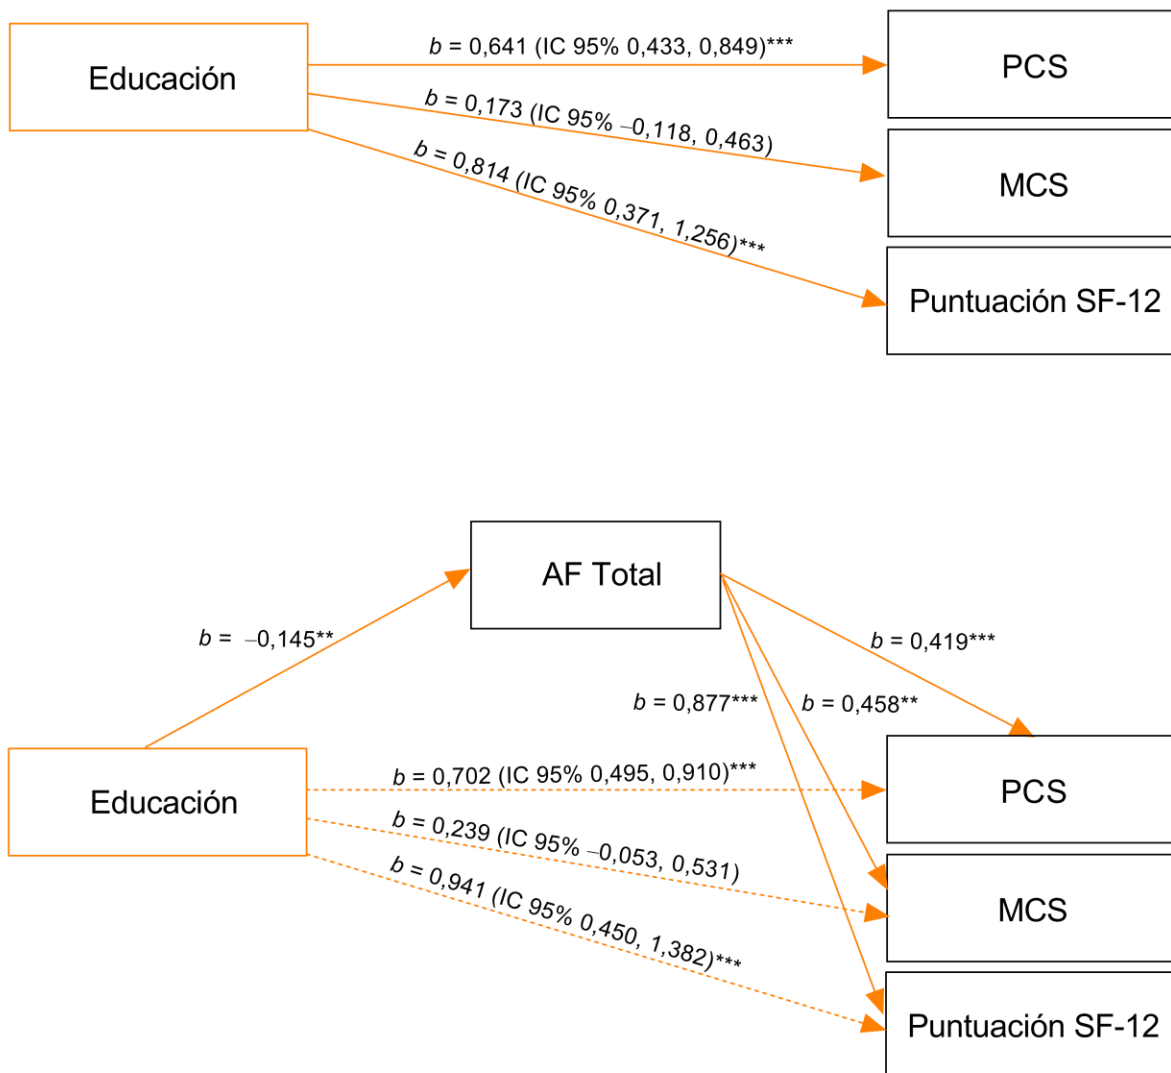 Educación
b = 0,641 (IC 95% 0,433, 0,849)***
PCS
b = 0,173 (IC 95% –0,118, 0,463)
MCS
b = 0,814 (IC 95% 0,371, 1,256)***
Puntuación SF-12
AF Total
b = –0,145**
b = 0,419***
b = 0,877***
b = 0,458**
Educación
b = 0,702 (IC 95% 0,495, 0,910)***
PCS
b = 0,239 (IC 95% –0,053, 0,531)
MCS
b = 0,941 (IC 95% 0,450, 1,382)***
Puntuación SF-12